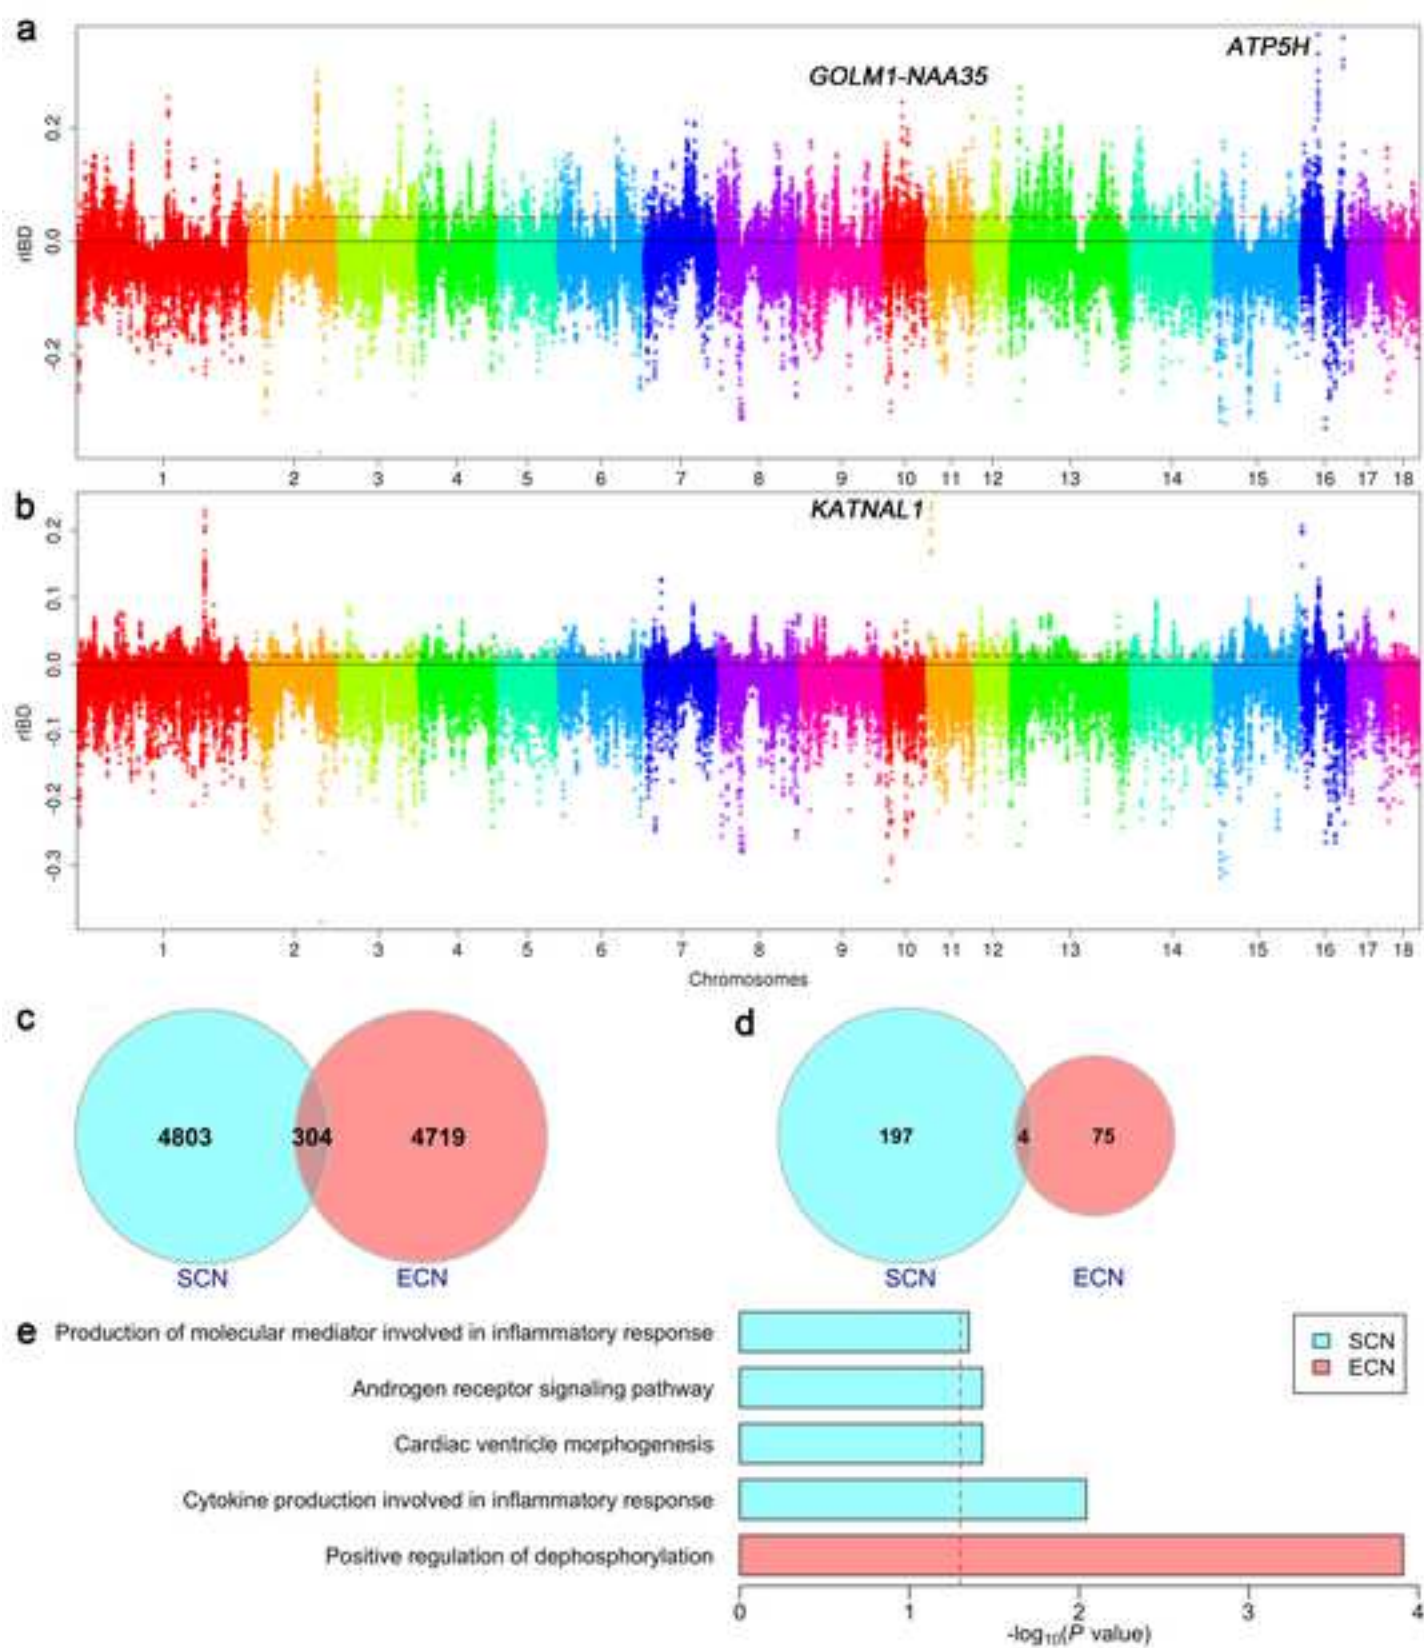 a
ATP5H
GOLM1-NAA35
0.2
0.0
-0.2
rIBD
1 2 3 4 5 6 7 8 9 10 11 12 13 14 15 16 17 18
b
KATNAL1
0.2
0.1
0.0
-0.1
-0.2
-0.3
rIBD
1 2 3 4 5 6 7 8 9 10 11 12 13 14 15 16 17 18
Chromosomes
c
4803 304 4719
SCN ECN
d
197 4 75
SCN ECN
e
Production of molecular mediator involved in inflammatory response
Androgen receptor signaling pathway
Cardiac ventricle morphogenesis
Cytokine production involved in inflammatory response
Positive regulation of dephosphorylation
SCN
ECN
0 1 2 3 4
-log₁₀(P value)